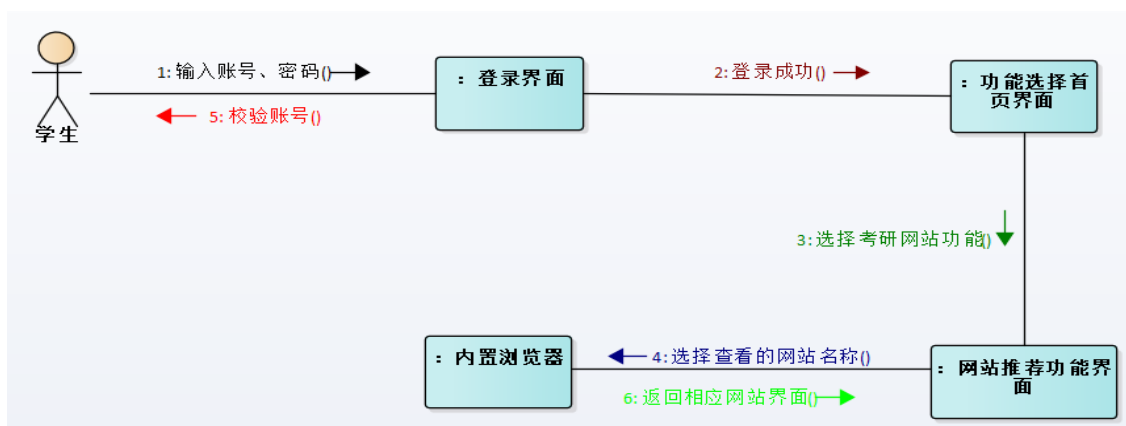 1:输入账号、密码()
5:校验账号()
学生
：登录界面
2:登录成功()
：功能选择首
页界面
3:选择考研网站功能()
：内置浏览器
4:选择查看的网站名称()
6:返回相应网站界面()
：网站推荐功能界
面